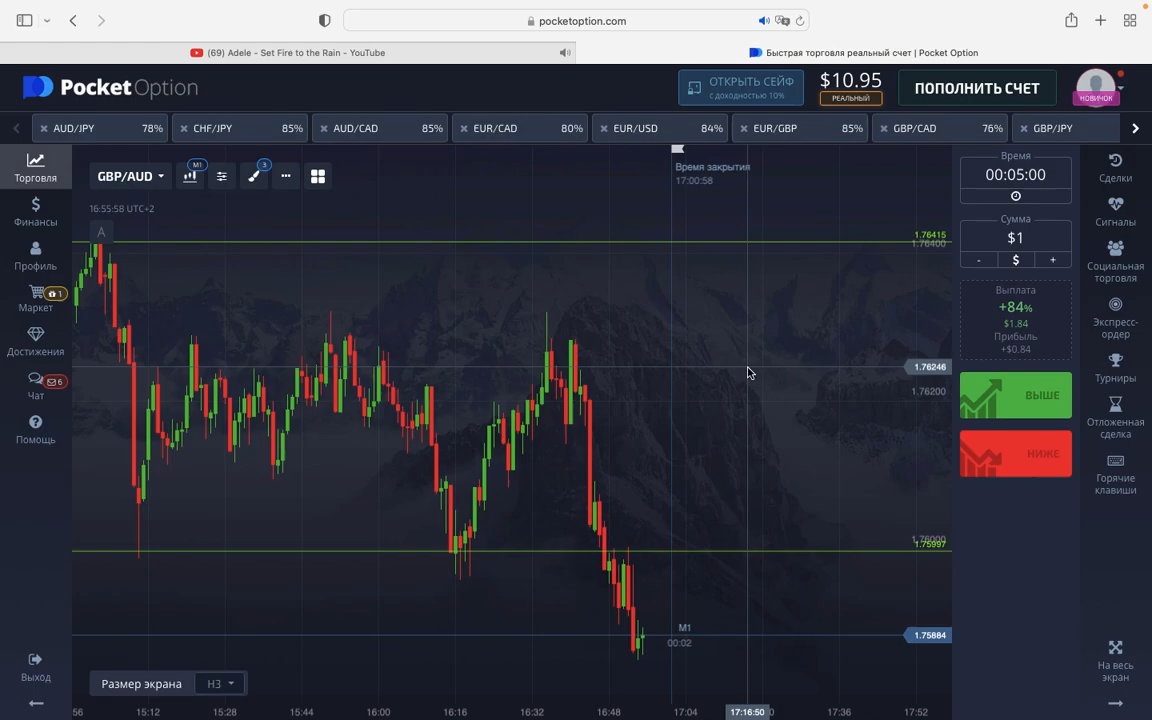 pocketoption.com
(69) Adele - Set Fire to the Rain - YouTube
Быстрая торговля реальный счет | Pocket Option
PocketOption
ОТКРЫТЬ СЕЙФ
с доходностью 10%
$10.95
РЕАЛЬНЫЙ
ПОПОЛНИТЬ СЧЕТ
НОВИЧОК
AUD/JPY 78%
CHF/JPY 85%
AUD/CAD 85%
EUR/CAD 80%
EUR/USD 84%
EUR/GBP 85%
GBP/CAD 76%
GBP/JPY
Торговля
Финансы
Профиль
1
Маркет
Достижения
6
Чат
Помощь
Выход
GBP/AUD
M1
3
16:55:58 UTC+2
A
Время закрытия
17:00:58
1.76415
1.76400
1.76246
1.76200
1.76000
1.75997
1.75884
M1
00:02
Размер экрана
H3
56 15:12 15:28 15:44 16:00 16:16 16:32 16:48 17:04 17:16:50 17:36 17:52
Время
00:05:00
Сумма
$1
- $ +
Выплата
+84%
$1.84
Прибыль
+$0.84
ВЫШЕ
НИЖЕ
Сделки
Сигналы
Социальная
торговля
Экспресс-
ордер
Турниры
Отложенная
сделка
Горячие
клавиши
На весь
экран